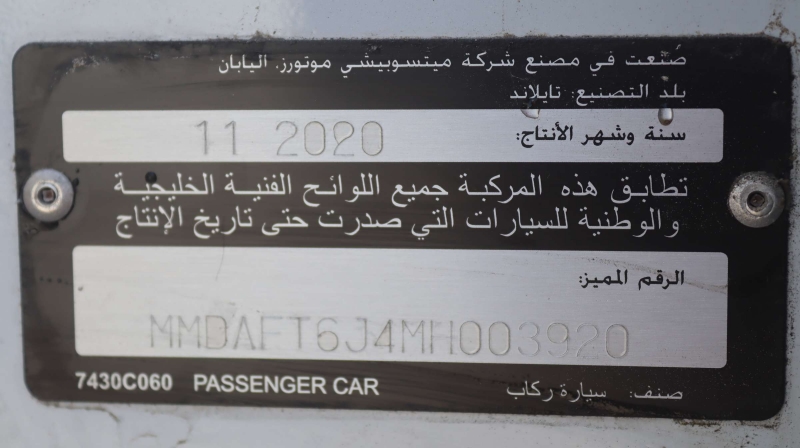 صُنعت في مصنع شركة ميتسوبيشي موتورز، اليابان
بلد التصنيع: تايلاند
سنة وشهر الأنتاج: 2020 11
تطابق هذه المركبة جميع اللوائح الفنية الخليجية
والوطنية للسيارات التي صدرت حتى تاريخ الإنتاج
الرقم المميز:
MMDAFT6J4MH003920
صنف: سيارة ركاب
7430C060 PASSENGER CAR